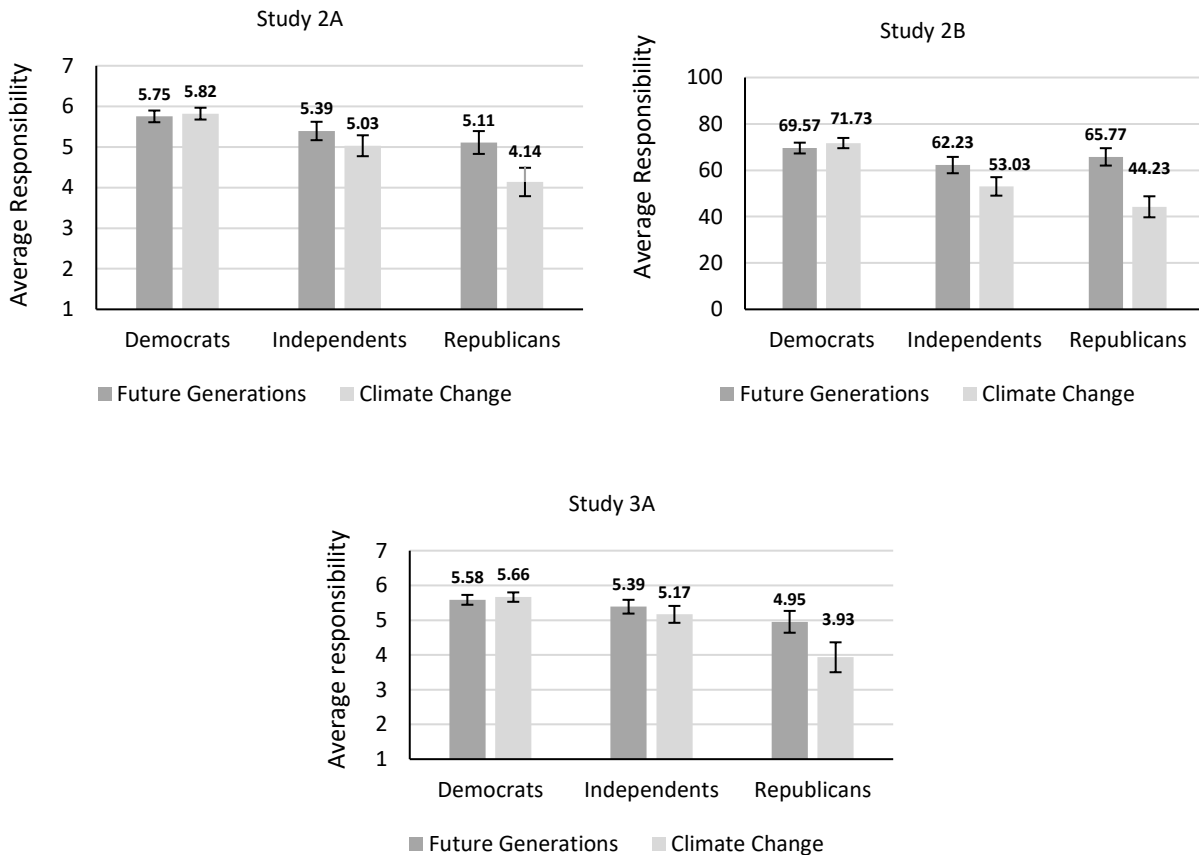 Study 2A
Average Responsibility
7
6
5
4
3
2
1
5.75 5.82
5.39 5.03
5.11 4.14
Democrats Independents Republicans
Future Generations Climate Change
Study 2B
Average Responsibility
100
80
60
40
20
0
69.57 71.73
62.23 53.03
65.77 44.23
Democrats Independents Republicans
Future Generations Climate Change
Study 3A
Average responsibility
7
6
5
4
3
2
1
5.58 5.66
5.39 5.17
4.95 3.93
Democrats Independents Republicans
Future Generations Climate Change